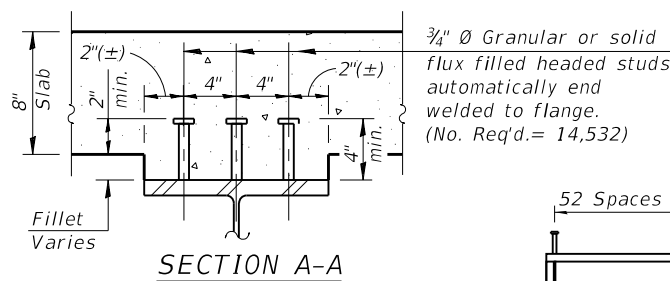 ¾" Ø Granular or solid
flux filled headed studs
automatically end
welded to flange.
(No. Req'd.= 14,532)
2"(±)
4"
4"
2"(±)
8"
Slab
2"
min.
4"
min.
Fillet
Varies
52 Spaces
SECTION A-A